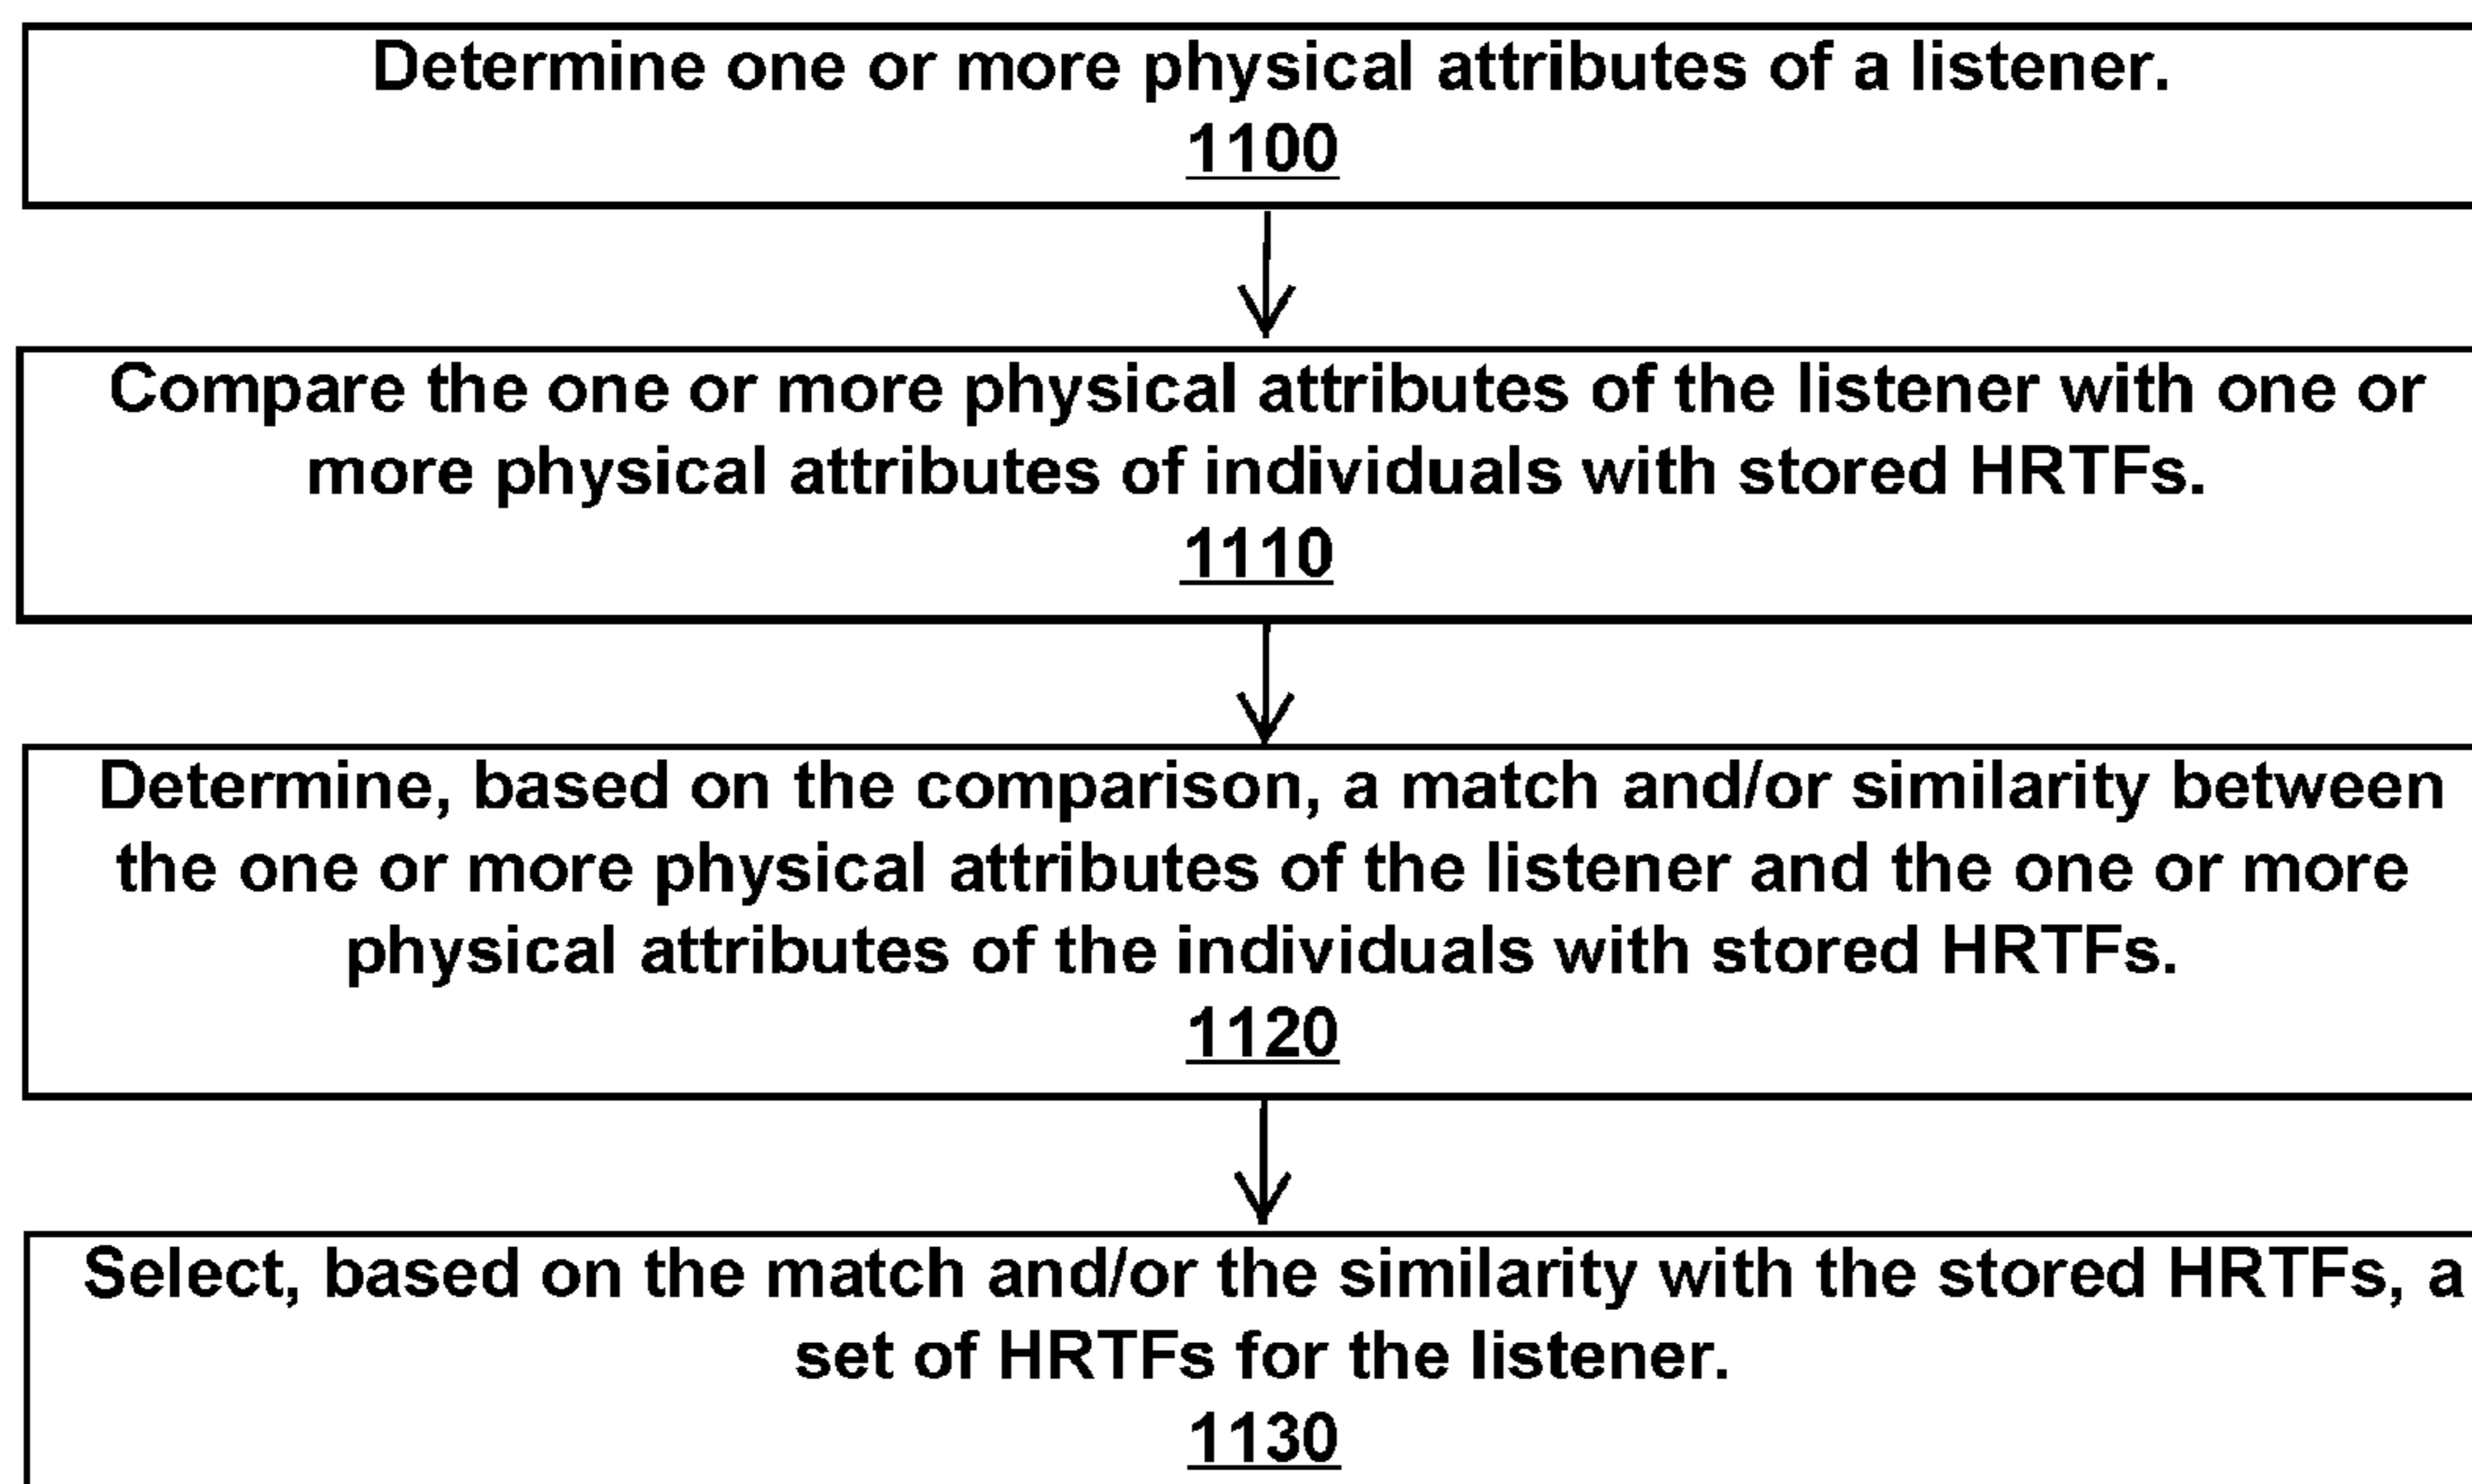 Determine one or more physical attributes of a listener.
1100
Compare the one or more physical attributes of the listener with one or
more physical attributes of individuals with stored HRTFs.
1110
Determine, based on the comparison, a match and/or similarity between
the one or more physical attributes of the listener and the one or more
physical attributes of the individuals with stored HRTFs.
1120
Select, based on the match and/or the similarity with the stored HRTFs, a
set of HRTFs for the listener.
1130